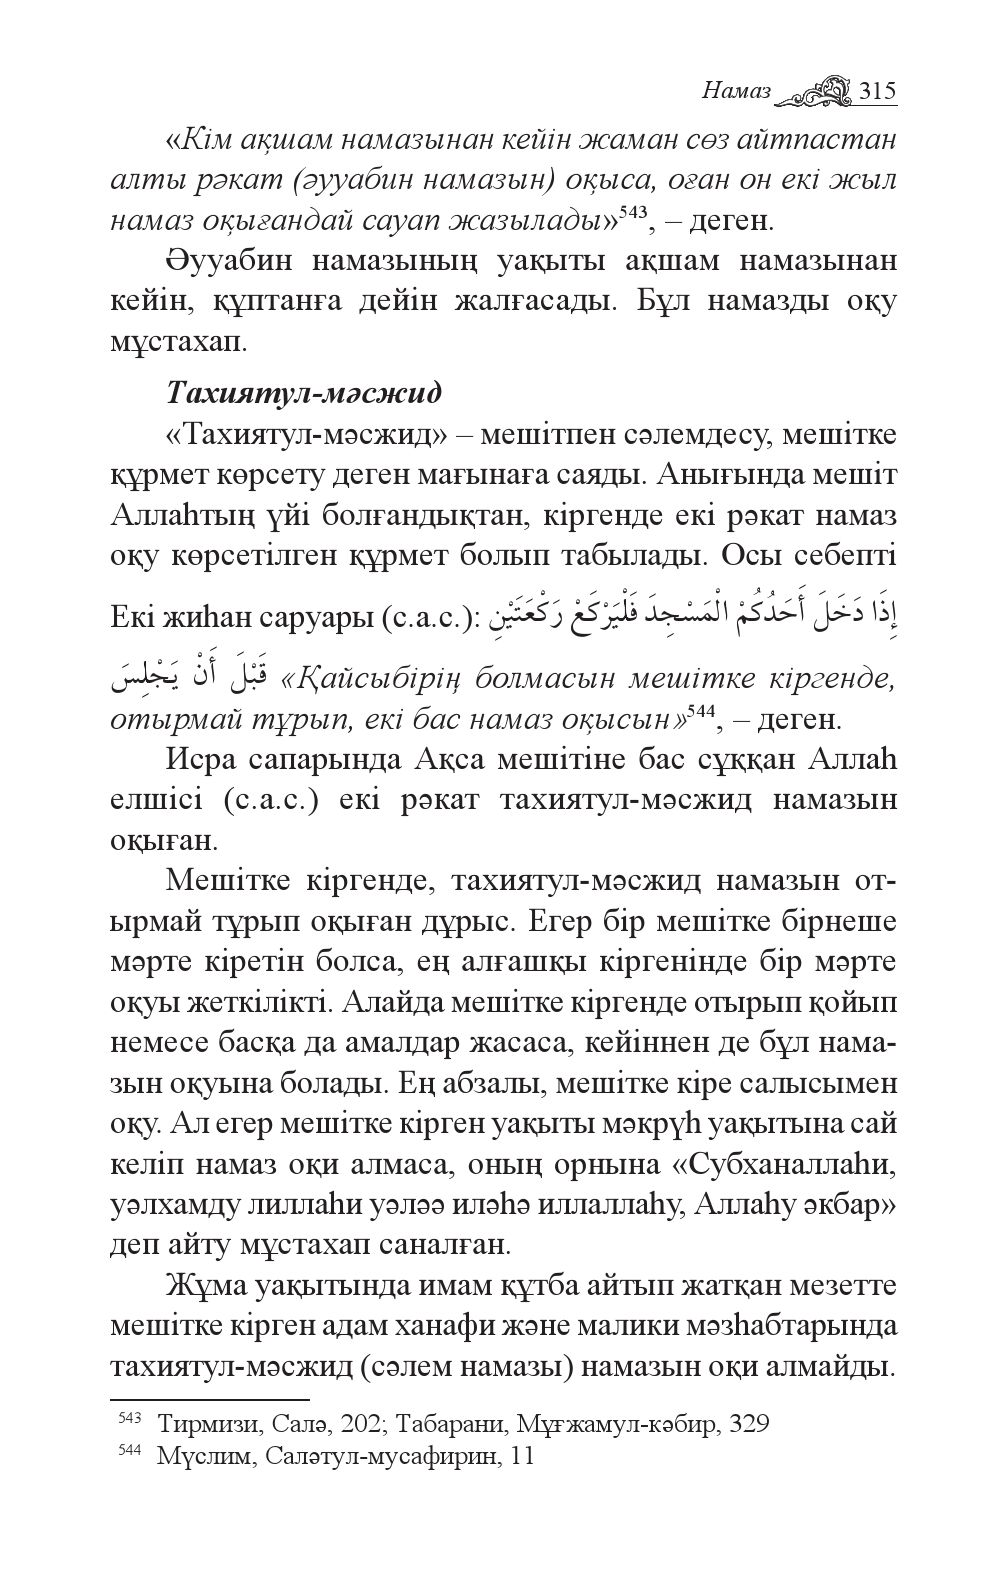 Намаз 315
«Кім ақшам намазынан кейін жаман сөз айтпастан
алты рәкат (әууабин намазын) оқыса, оған он екі жыл
намаз оқығандай сауап жазылады»543, – деген.
Әууабин намазының уақыты ақшам намазынан
кейін, құптанға дейін жалғасады. Бұл намазды оқу
мұстахап.
Тахиятул-мәсжид
«Тахиятул-мәсжид» – мешітпен сәлемдесу, мешітке
құрмет көрсету деген мағынаға саяды. Анығында мешіт
Аллаһтың үйі болғандықтан, кіргенде екі рәкат намаз
оқу көрсетілген құрмет болып табылады. Осы себепті
Екі жиһан саруары (с.а.с.): إِذَا دَخَلَ أَحَدُكُمْ الْمَسْجِدَ فَلْيَرْكَعْ رَكْعَتَيْنِ
قَبْلَ أَنْ يَجْلِسَ «Қайсыбірің болмасын мешітке кіргенде,
отырмай тұрып, екі бас намаз оқысын»544, – деген.
Исра сапарында Ақса мешітіне бас сұққан Аллаһ
елшісі (с.а.с.) екі рәкат тахиятул-мәсжид намазын
оқыған.
Мешітке кіргенде, тахиятул-мәсжид намазын от-
ырмай тұрып оқыған дұрыс. Егер бір мешітке бірнеше
мәрте кіретін болса, ең алғашқы кіргенінде бір мәрте
оқуы жеткілікті. Алайда мешітке кіргенде отырып қойып
немесе басқа да амалдар жасаса, кейіннен де бұл нама-
зын оқуына болады. Ең абзалы, мешітке кіре салысымен
оқу. Ал егер мешітке кірген уақыты мәкрүһ уақытына сай
келіп намаз оқи алмаса, оның орнына «Субханаллаһи,
уәлхамду лиллаһи уәләә иләһә иллаллаһу, Аллаһу әкбар»
деп айту мұстахап саналған.
Жұма уақытында имам құтба айтып жатқан мезетте
мешітке кірген адам ханафи және малики мәзһабтарында
тахиятул-мәсжид (сәлем намазы) намазын оқи алмайды.
543 Тирмизи, Салә, 202; Табарани, Мұғжамул-кәбир, 329
544 Мүслим, Саләтул-мусафирин, 11